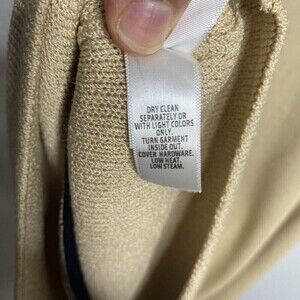 DRY CLEAN
SEPARATELY OR
WITH LIGHT COLORS
ONLY.
TURN GARMENT
INSIDE OUT.
COVER HARDWARE.
LOW HEAT.
LOW STEAM.